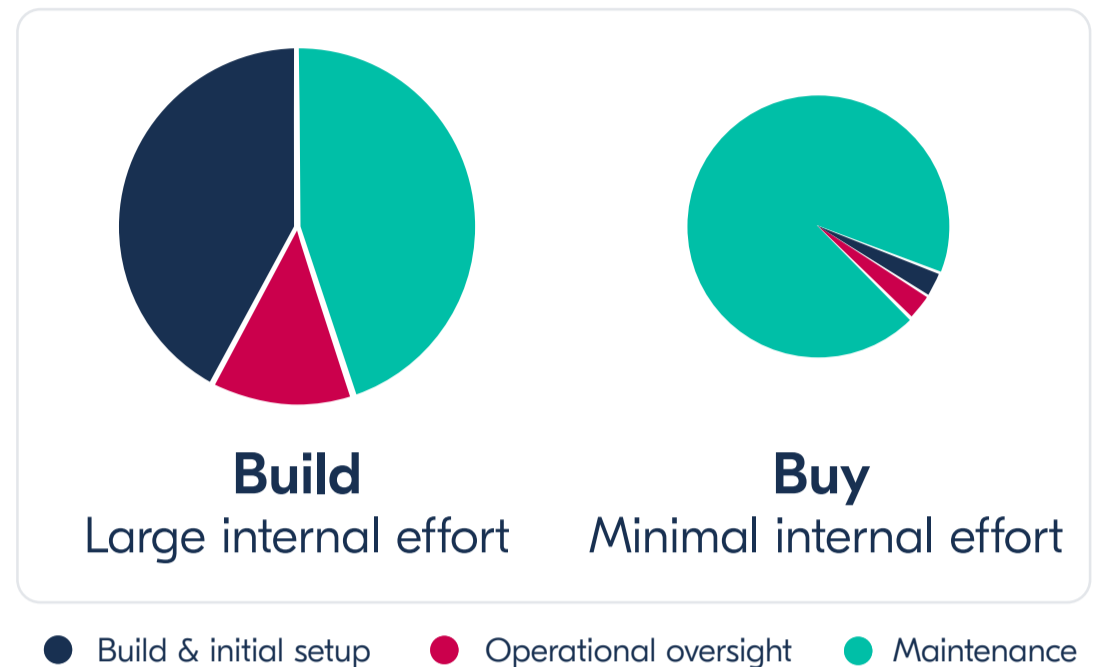 Build
Large internal effort
Buy
Minimal internal effort
Build & initial setup
Operational oversight
Maintenance